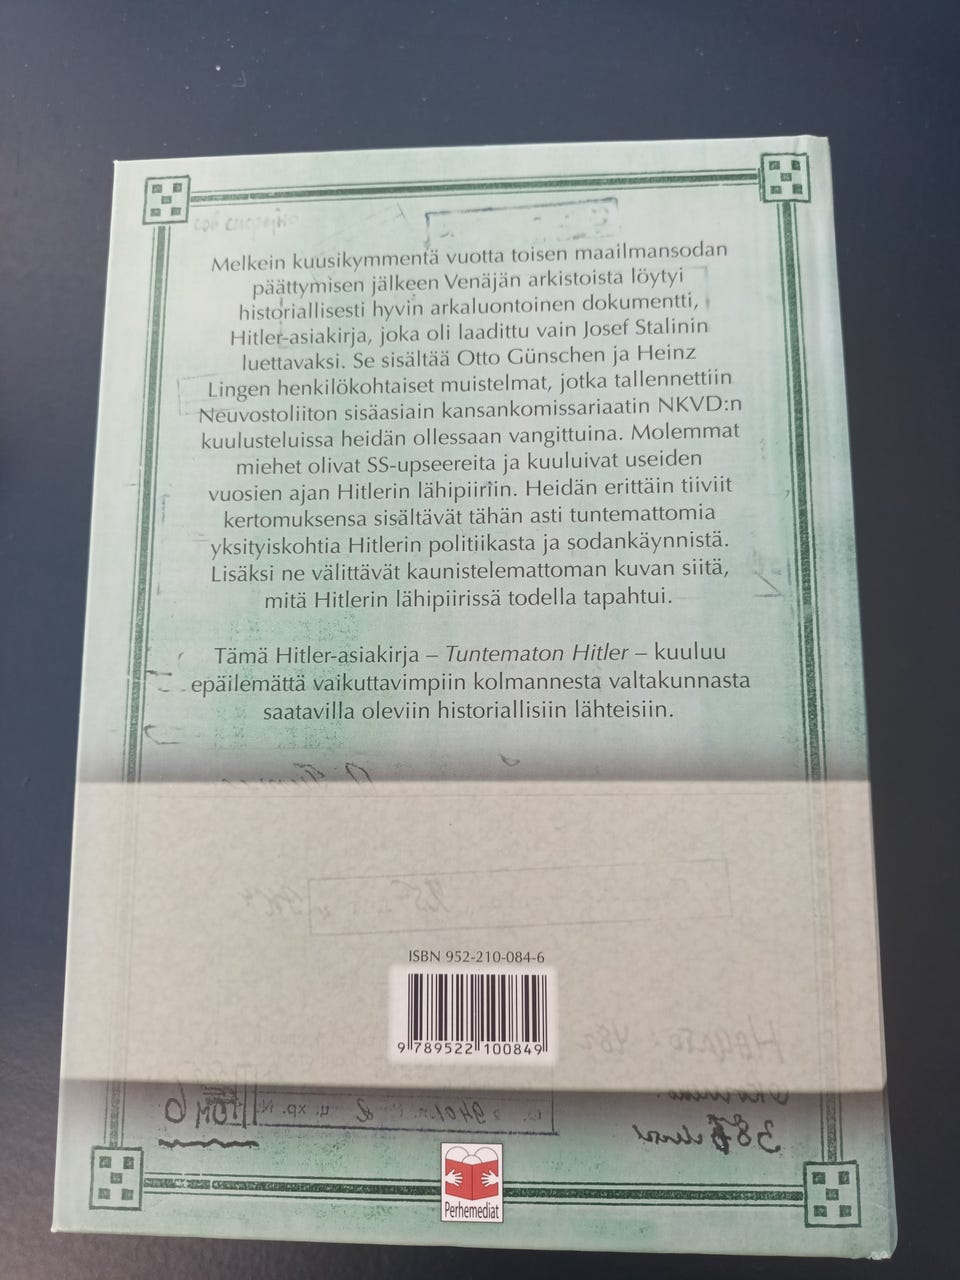 Melkein kuusikymmentä vuotta toisen maailmansodan
päättymisen jälkeen Venäjän arkistoista löytyi
historiallisesti hyvin arkaluontoinen dokumentti,
Hitler-asiakirja, joka oli laadittu vain Josef Stalinin
luettavaksi. Se sisältää Otto Günschen ja Heinz
Lingen henkilökohtaiset muistelmat, jotka tallennettiin
Neuvostoliiton sisäasiain kansankomissariaatin NKVD:n
kuulusteluissa heidän ollessaan vangittuina. Molemmat
miehet olivat SS-upseereita ja kuuluivat useiden
vuosien ajan Hitlerin lähipiiriin. Heidän erittäin tiiviit
kertomuksensa sisältävät tähän asti tuntemattomia
yksityiskohtia Hitlerin politiikasta ja sodankäynnistä.
Lisäksi ne välittävät kaunistelemattoman kuvan siitä,
mitä Hitlerin lähipiirissä todella tapahtui.
Tämä Hitler-asiakirja – Tuntematon Hitler – kuuluu
epäilemättä vaikuttavimpiin kolmannesta valtakunnasta
saatavilla oleviin historiallisiin lähteisiin.
ISBN 952-210-084-6
9 789522 100849
Perhemediat